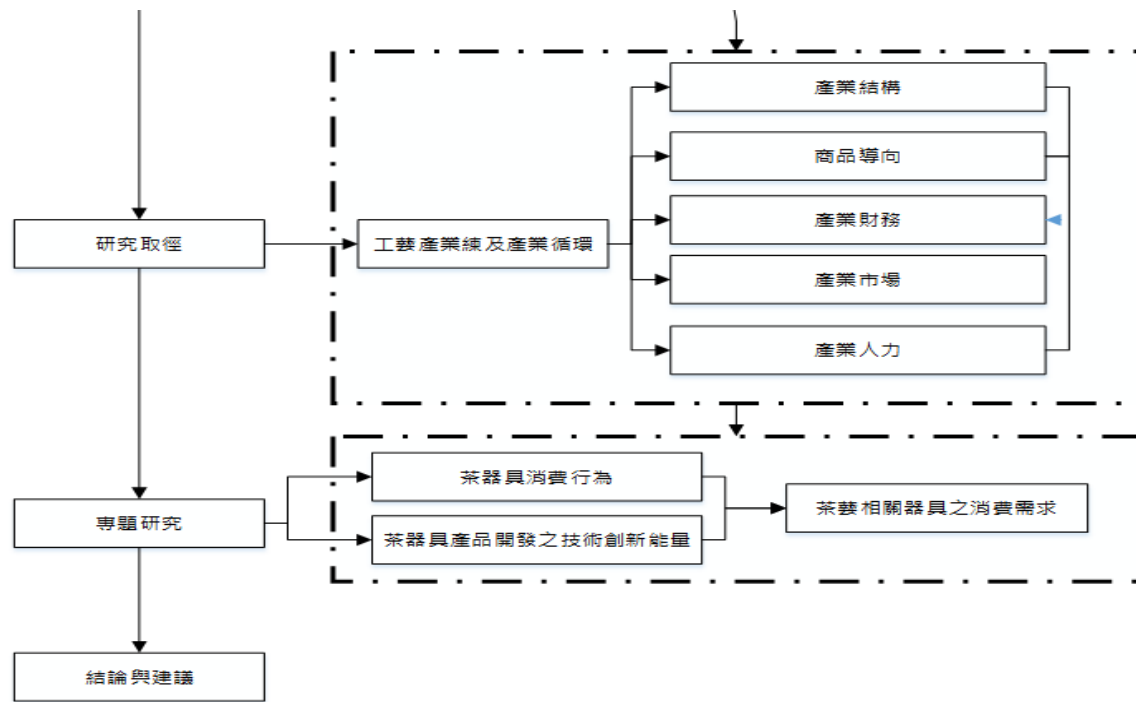 產業結構
商品導向
產業財務
研究取徑
工藝產業練及產業循環
產業市場
產業人力
茶器具消費行為
專題研究
茶藝相關器具之消費需求
茶器具產品開發之技術創新能量
結論與建議